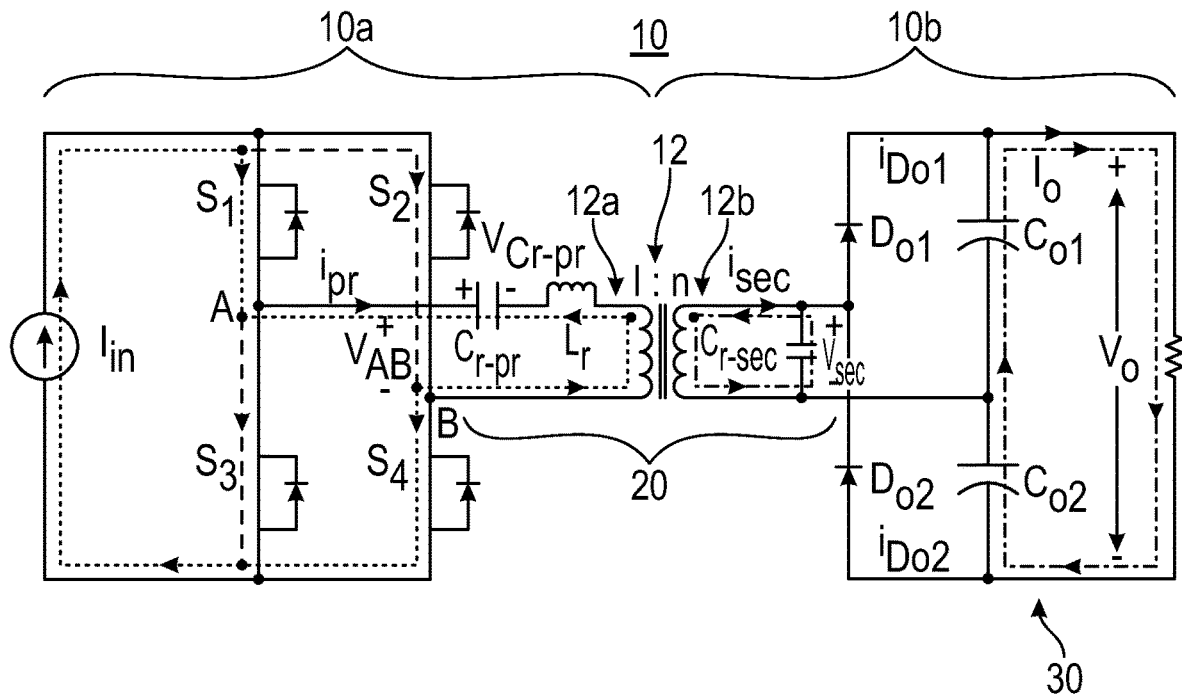 10a
10
10b
12
12a
12b
S1
S2
VCr-pr
1 : n
isec
iDo1
Io
+
Do1
Co1
ipr
A
+
-
+
VAB
-
Cr-pr
Lr
Cr-sec
+
Vsec
-
Iin
Vo
B
S3
S4
20
Do2
Co2
iDo2
-
30